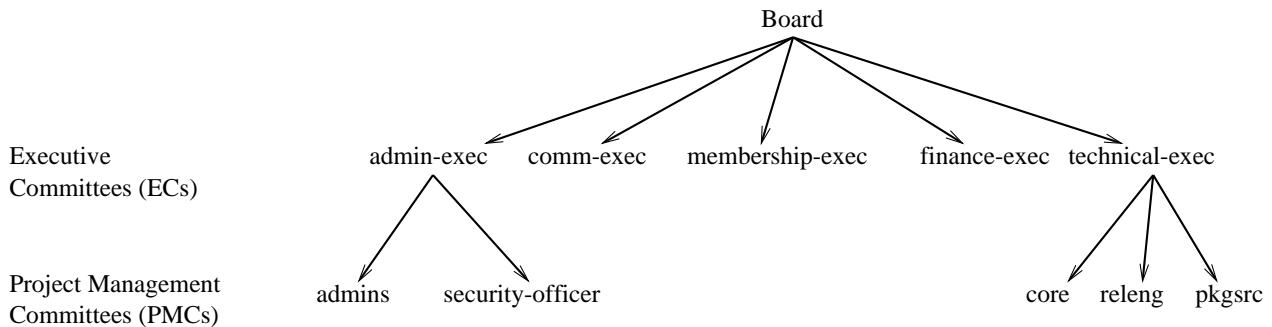 Board
Executive
Committees (ECs)
admin-exec comm-exec membership-exec finance-exec technical-exec
Project Management
Committees (PMCs)
admins security-officer core releng pkgsrc